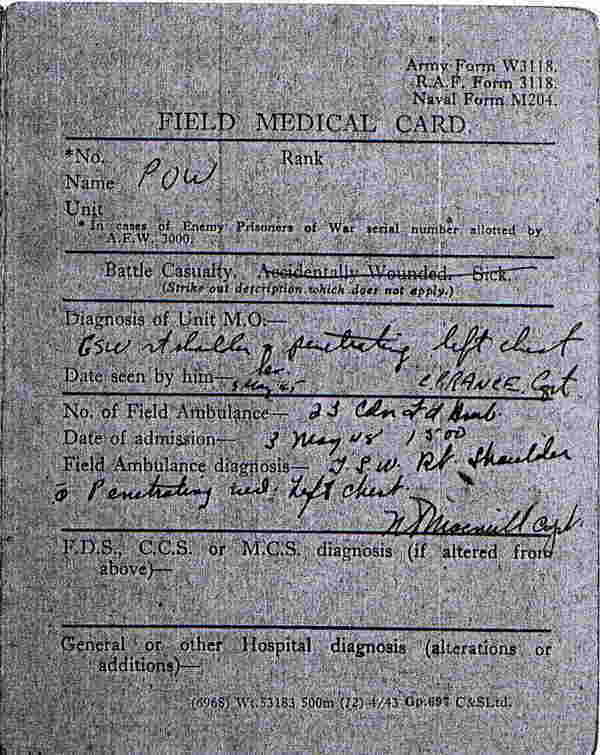 Army Form W3118.
R.A.F. Form 3118.
Naval Form M204.
FIELD MEDICAL CARD
*No. Rank
Name POW
Unit
* In cases of Enemy Prisoners of War serial number allotted by
A.F.W. 3000.
Battle Casualty. Accidentally Wounded. Sick.
(Strike out description which does not apply.)
Diagnosis of Unit M.O:—
GSW rt shoulder penetrating left chest
Date seen by him— 3 May 45 Capt
No. of Field Ambulance— 23 Cdn Fd Amb
Date of admission— 3 May 45 1500
Field Ambulance diagnosis— G.S.W. Rt. Shoulder
Penetrating Left Chest
Capt.
F.D.S., C.C.S. or M.C.S. diagnosis (if altered from
above)—
General or other Hospital diagnosis (alterations or
additions)—
(6968) Wt.53183 500m (12) 4/43 Gp.697 C&SLtd.